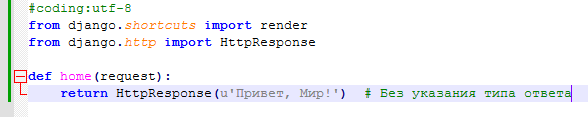 #coding:utf-8
from django.shortcuts import render
from django.http import HttpResponse
def home(request):
return HttpResponse(u'Привет, Мир!')  # Без указания типа ответа